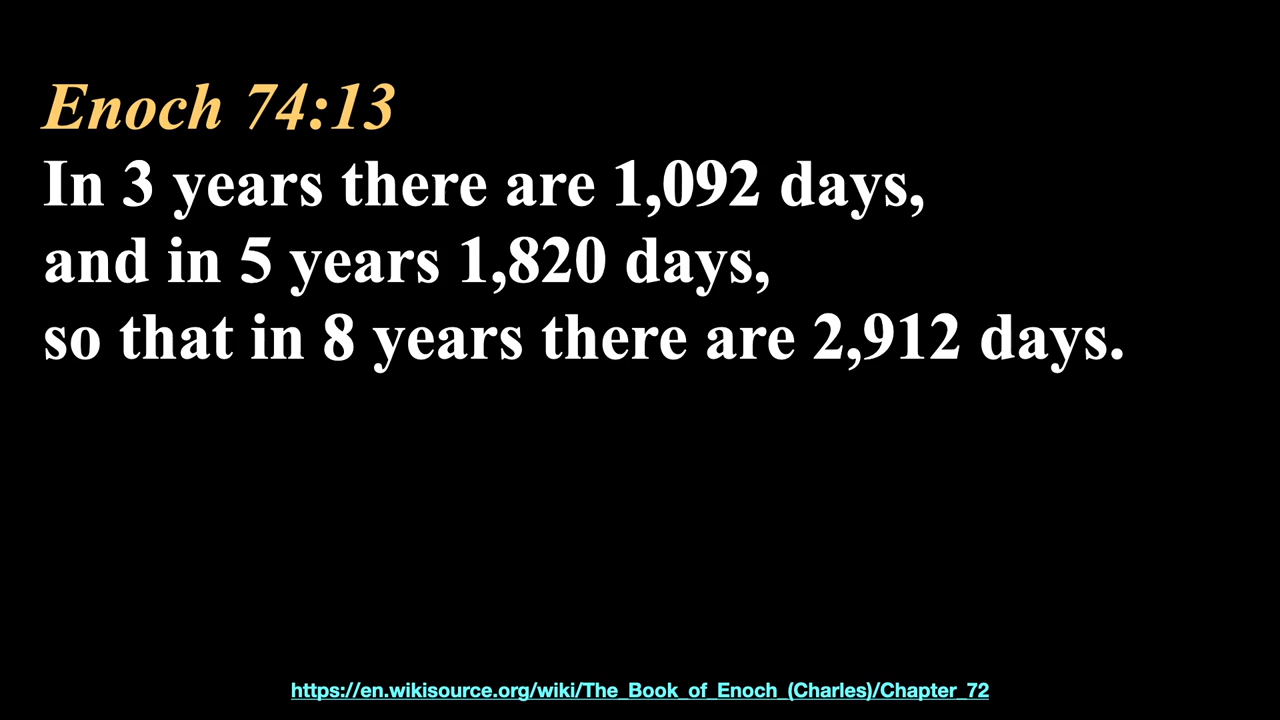 Enoch 74:13
In 3 years there are 1,092 days,
and in 5 years 1,820 days,
so that in 8 years there are 2,912 days.
https://en.wikisource.org/wiki/The_Book_of_Enoch_(Charles)/Chapter_72